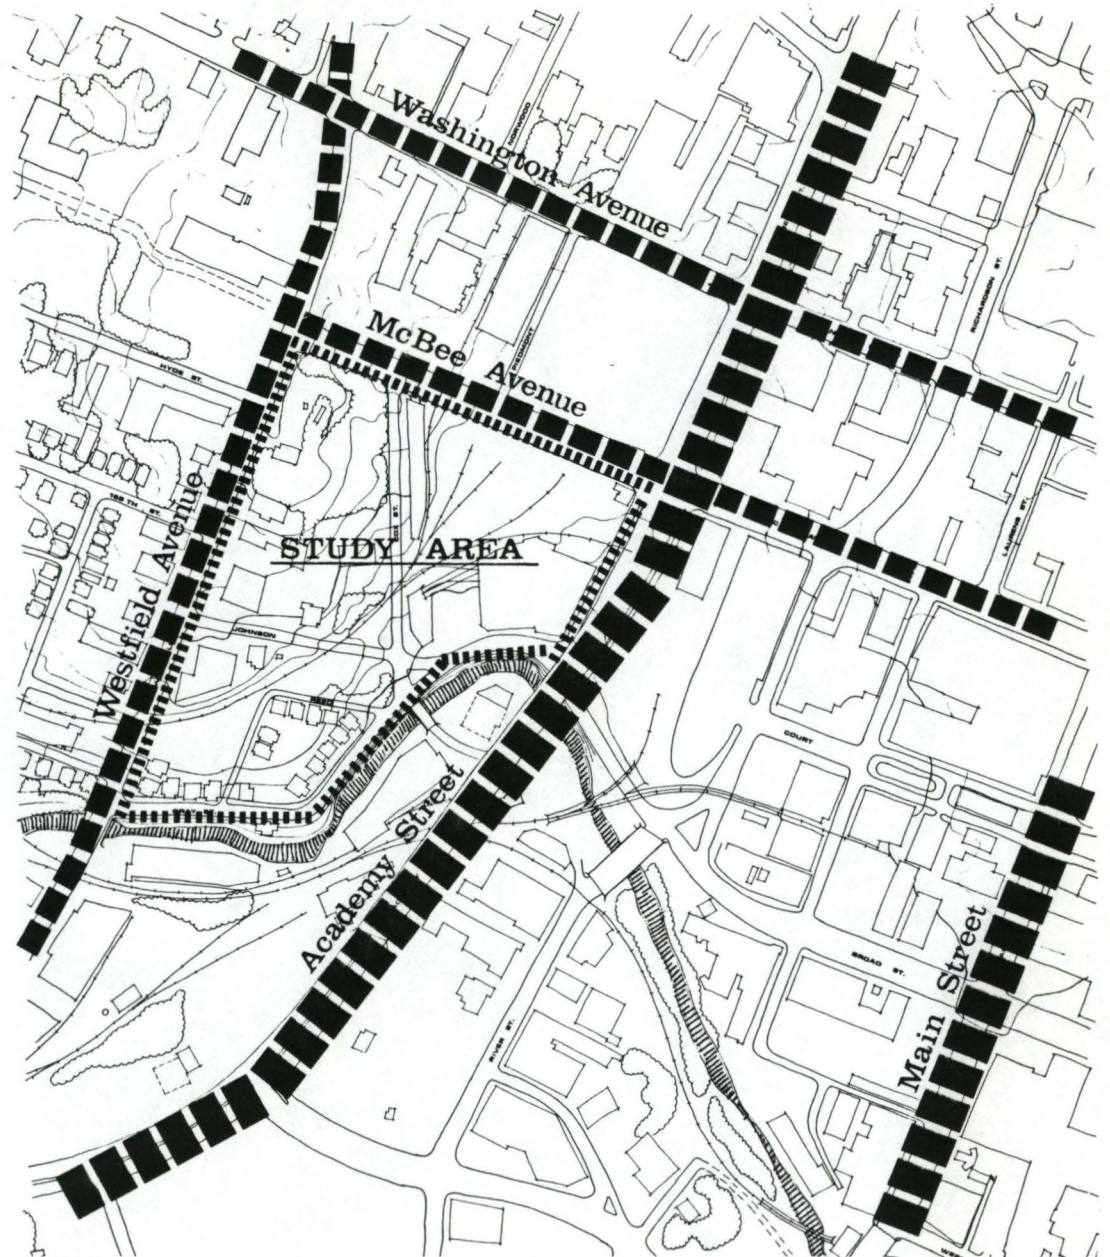 Washington Avenue
NORWOOD
RICHARDSON ST.
McBee Avenue
PIEDMONT
HYDE ST.
Westfield Avenue
STUDY AREA
LAURENS ST.
JOHNSON
REED
COURT
Academy Street
BROAD ST.
Main Street
RIVER ST.